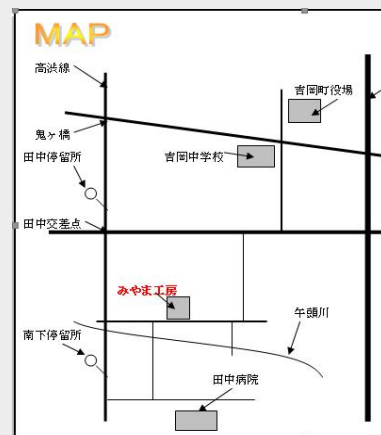 MAP
高浜線
吉岡町役場
鬼ヶ橋
田中停留所
吉岡中学校
田中交差点
みやま工房
午頭川
南下停留所
田中病院